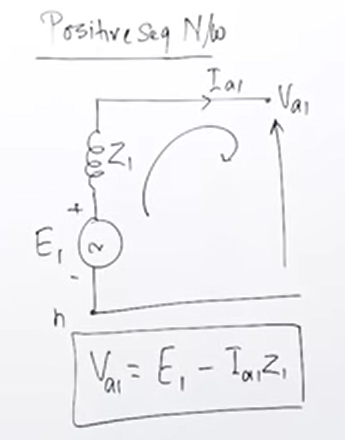 Positive seq N/w
Ia1
Va1
Z1
+
E1
~
-
n
Va1 = E1 - Ia1Z1